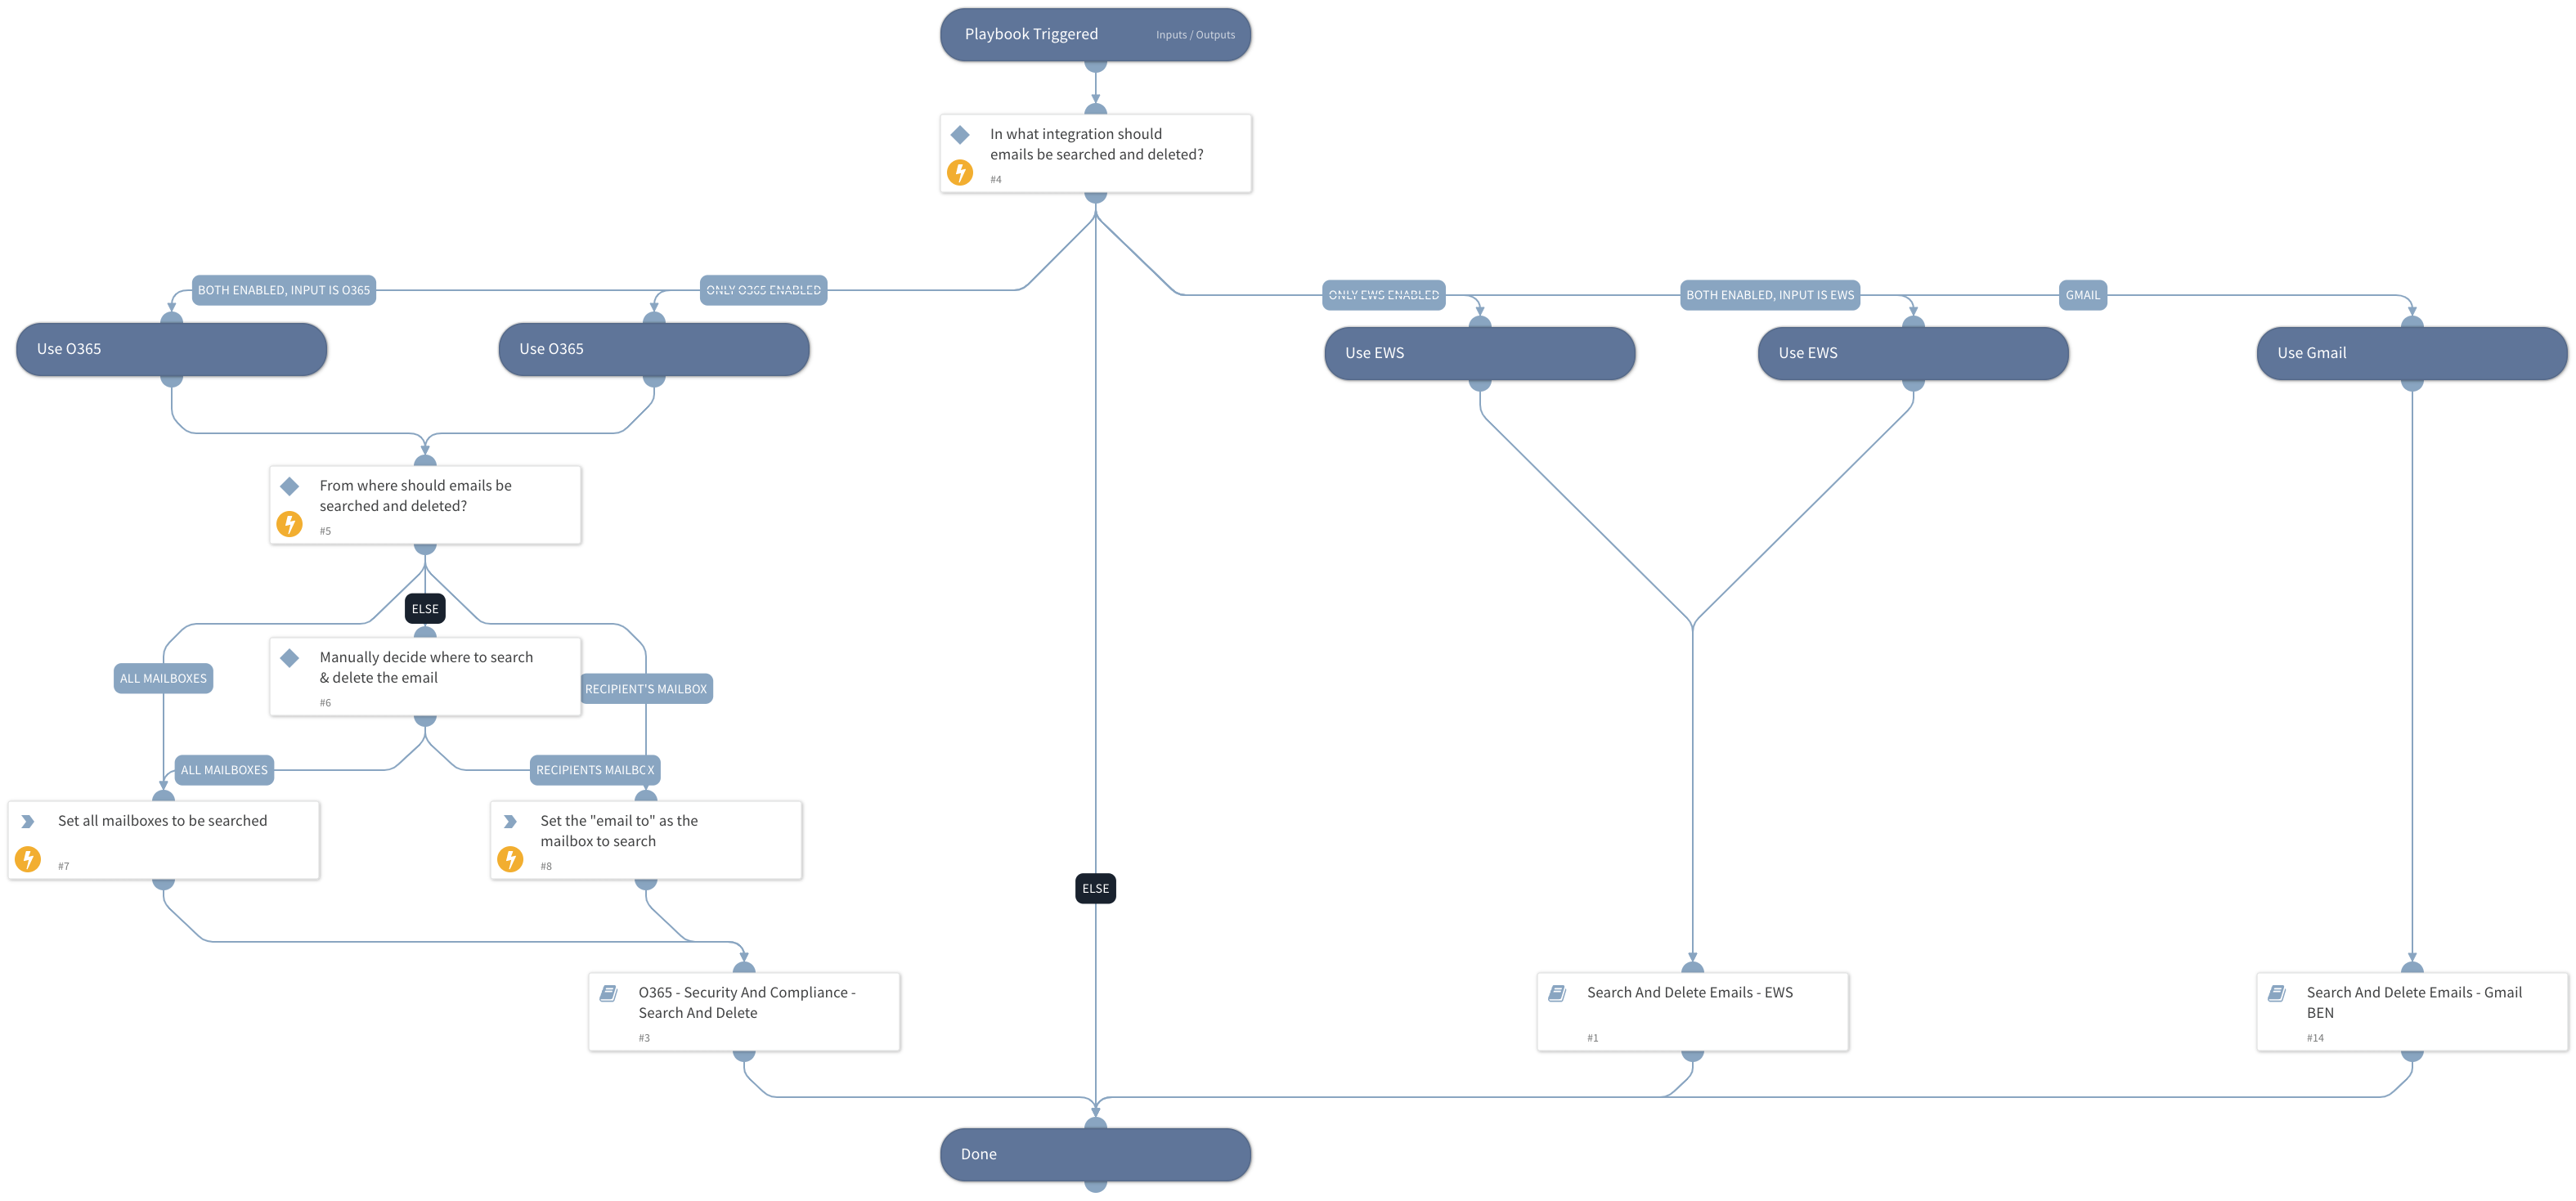 Playbook Triggered
Inputs / Outputs
In what integration should
emails be searched and deleted?
#4
BOTH ENABLED, INPUT IS O365
ONLY O365 ENABLED
ONLY EWS ENABLED
BOTH ENABLED, INPUT IS EWS
GMAIL
Use O365
Use O365
Use EWS
Use EWS
Use Gmail
From where should emails be
searched and deleted?
#5
ELSE
Manually decide where to search
& delete the email
#6
ALL MAILBOXES
RECIPIENT'S MAILBOX
ALL MAILBOXES
RECIPIENTS MAILBOX
Set all mailboxes to be searched
#7
Set the "email to" as the
mailbox to search
#8
ELSE
O365 - Security And Compliance -
Search And Delete
#3
Search And Delete Emails - EWS
#1
Search And Delete Emails - Gmail
BEN
#14
Done